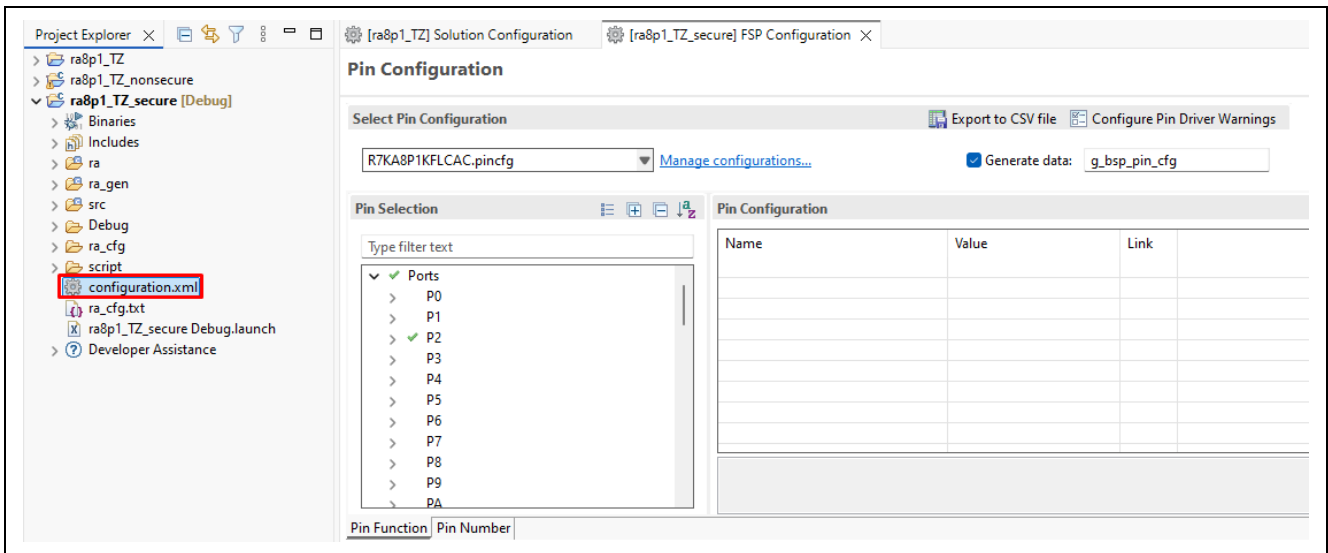 Project Explorer
[ra8p1_TZ] Solution Configuration
[ra8p1_TZ_secure] FSP Configuration
ra8p1_TZ
ra8p1_TZ_nonsecure
ra8p1_TZ_secure [Debug]
Binaries
Includes
ra
ra_gen
src
Debug
ra_cfg
script
configuration.xml
ra_cfg.txt
ra8p1_TZ_secure Debug.launch
Developer Assistance
Pin Configuration
Select Pin Configuration
Export to CSV file
Configure Pin Driver Warnings
R7KA8P1KFLCAC.pincfg
Manage configurations...
Generate data:
g_bsp_pin_cfg
Pin Selection
Type filter text
Ports
P0
P1
P2
P3
P4
P5
P6
P7
P8
P9
PA
Pin Configuration
Name Value Link
Pin Function
Pin Number